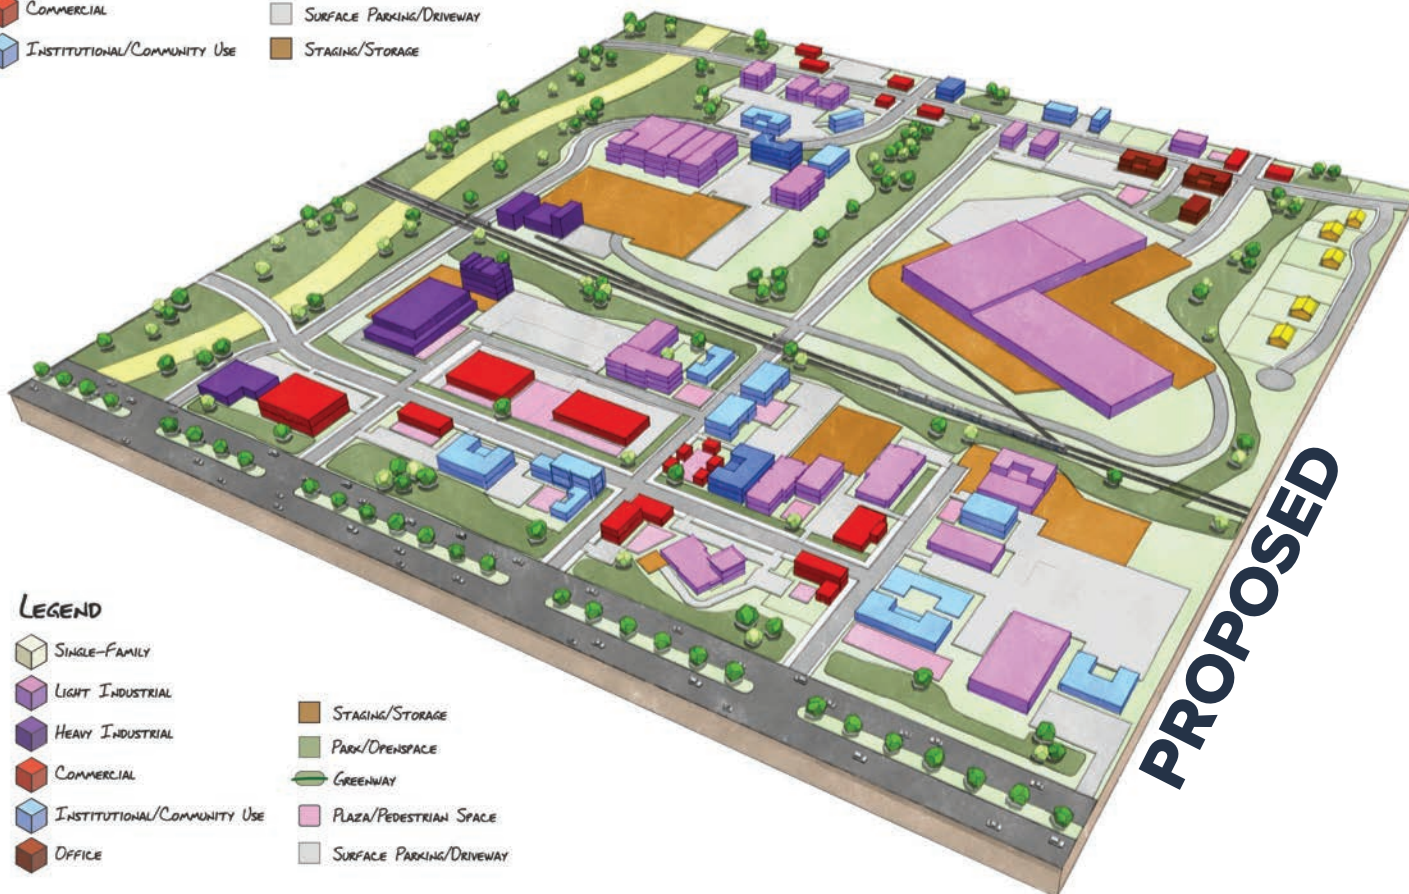 Commercial
Institutional/Community Use
Surface Parking/Driveway
Staging/Storage
PROPOSED
Legend
Single-Family
Light Industrial
Heavy Industrial
Commercial
Institutional/Community Use
Office
Staging/Storage
Park/Openspace
Greenway
Plaza/Pedestrian Space
Surface Parking/Driveway